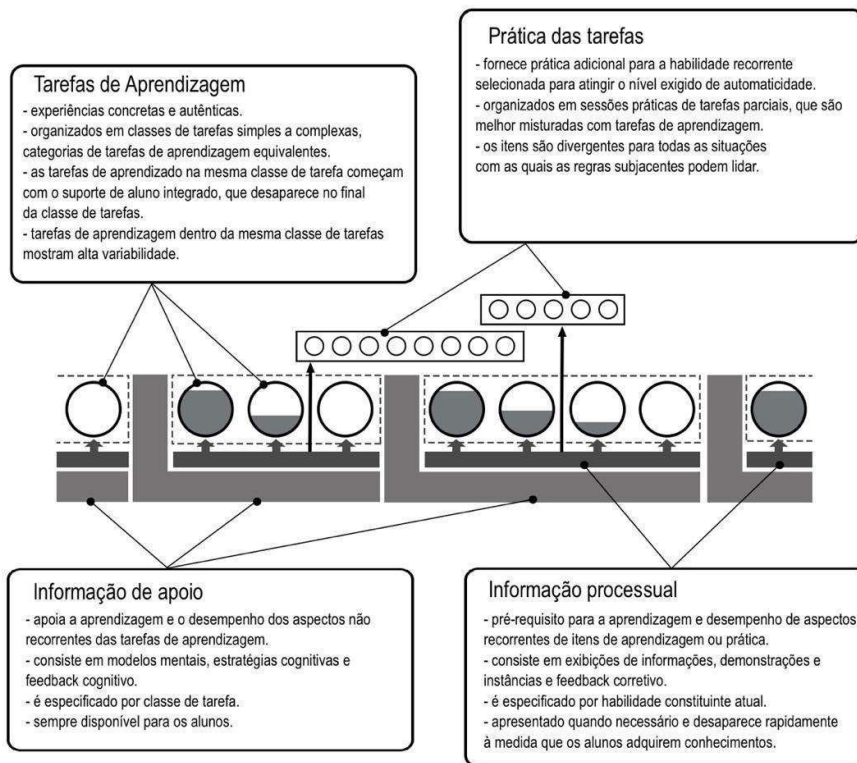 Tarefas de Aprendizagem
- experiências concretas e autênticas.
- organizados em classes de tarefas simples a complexas,
categorias de tarefas de aprendizagem equivalentes.
- as tarefas de aprendizado na mesma classe de tarefa começam
com o suporte de aluno integrado, que desaparece no final
da classe de tarefas.
- tarefas de aprendizagem dentro da mesma classe de tarefas
mostram alta variabilidade.
Prática das tarefas
- fornece prática adicional para a habilidade recorrente
selecionada para atingir o nível exigido de automaticidade.
- organizados em sessões práticas de tarefas parciais, que são
melhor misturadas com tarefas de aprendizagem.
- os itens são divergentes para todas as situações
com as quais as regras subjacentes podem lidar.
Informação de apoio
- apoia a aprendizagem e o desempenho dos aspectos não
recorrentes das tarefas de aprendizagem.
- consiste em modelos mentais, estratégias cognitivas e
feedback cognitivo.
- é especificado por classe de tarefa.
- sempre disponível para os alunos.
Informação processual
- pré-requisito para a aprendizagem e desempenho de aspectos
recorrentes de itens de aprendizagem ou prática.
- consiste em exibições de informações, demonstrações e
instâncias e feedback corretivo.
- é especificado por habilidade constituinte atual.
- apresentado quando necessário e desaparece rapidamente
à medida que os alunos adquirem conhecimentos.